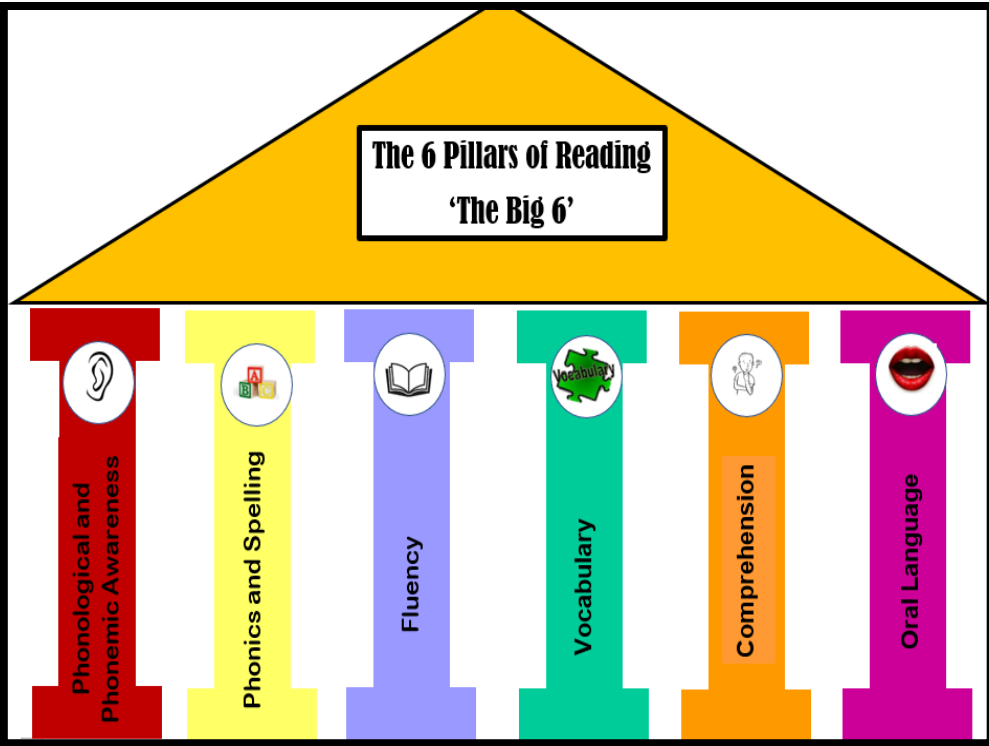 The 6 Pillars of Reading
‘The Big 6’
Phonological and
Phonemic Awareness
Phonics and Spelling
A
B
C
Fluency
Vocabulary
Vocabulary
Comprehension
Oral Language